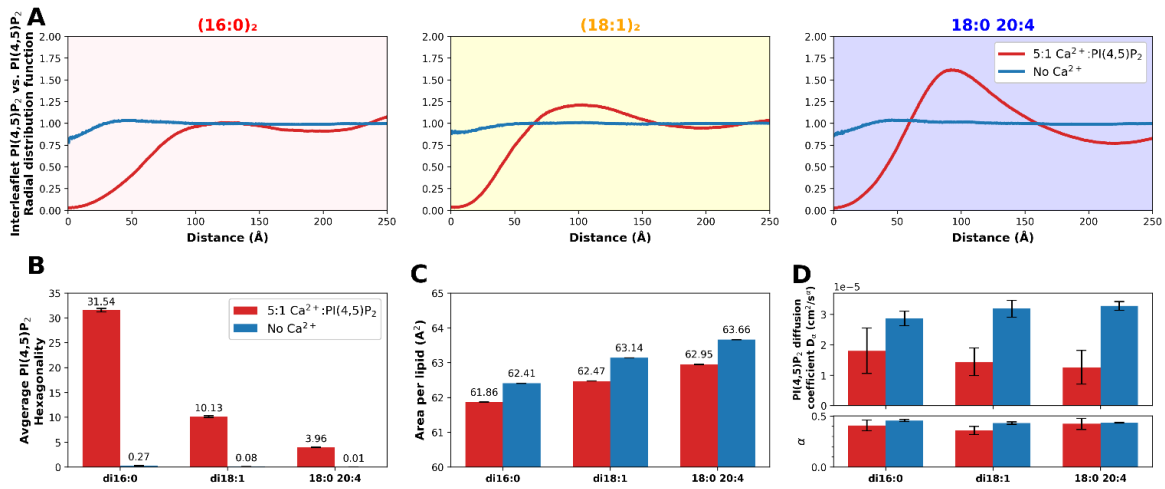 A
(16:0)₂
(18:1)₂
18:0 20:4
Interleaflet PI(4,5)P₂ vs. PI(4,5)P₂
Radial distribution function
2.00
1.75
1.50
1.25
1.00
0.75
0.50
0.25
0.00
0 50 100 150 200 250
Distance (Å)
2.00
1.75
1.50
1.25
1.00
0.75
0.50
0.25
0.00
0 50 100 150 200 250
Distance (Å)
2.00
1.75
1.50
1.25
1.00
0.75
0.50
0.25
0.00
0 50 100 150 200 250
Distance (Å)
5:1 Ca²⁺:PI(4,5)P₂
No Ca²⁺
B
Avgerage PI(4,5)P₂
Hexagonality
35
30
25
20
15
10
5
0
31.54
0.27
10.13
0.08
3.96
0.01
di16:0 di18:1 18:0 20:4
5:1 Ca²⁺:PI(4,5)P₂
No Ca²⁺
C
Area per lipid (A²)
65
64
63
62
61
60
61.86
62.41
62.47
63.14
62.95
63.66
di16:0 di18:1 18:0 20:4
D
1e−5
PI(4,5)P₂ diffusion
coefficient Dα (cm²/sᵅ)
3
2
1
0
α
0.5
0.0
di16:0 di18:1 18:0 20:4